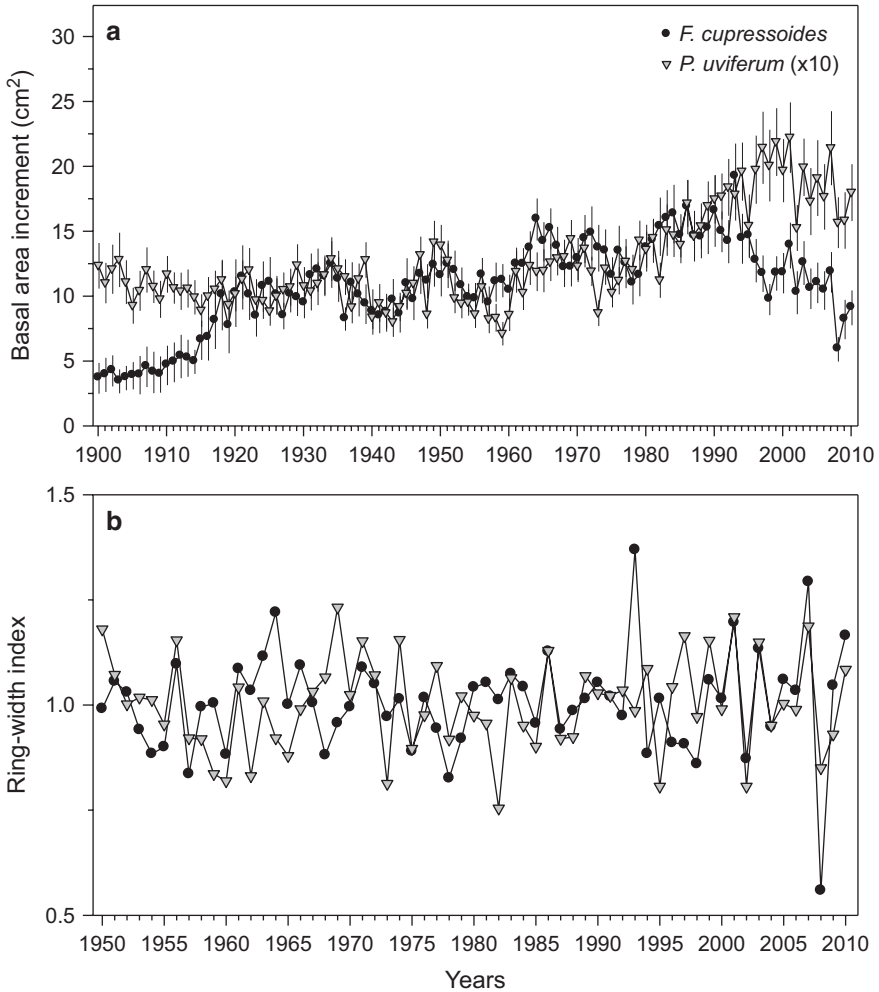 a
F. cupressoides
P. uviferum (x10)
Basal area increment (cm²)
30
25
20
15
10
5
0
1900 1910 1920 1930 1940 1950 1960 1970 1980 1990 2000 2010
b
Ring-width index
1.5
1.0
0.5
1950 1955 1960 1965 1970 1975 1980 1985 1990 1995 2000 2005 2010
Years